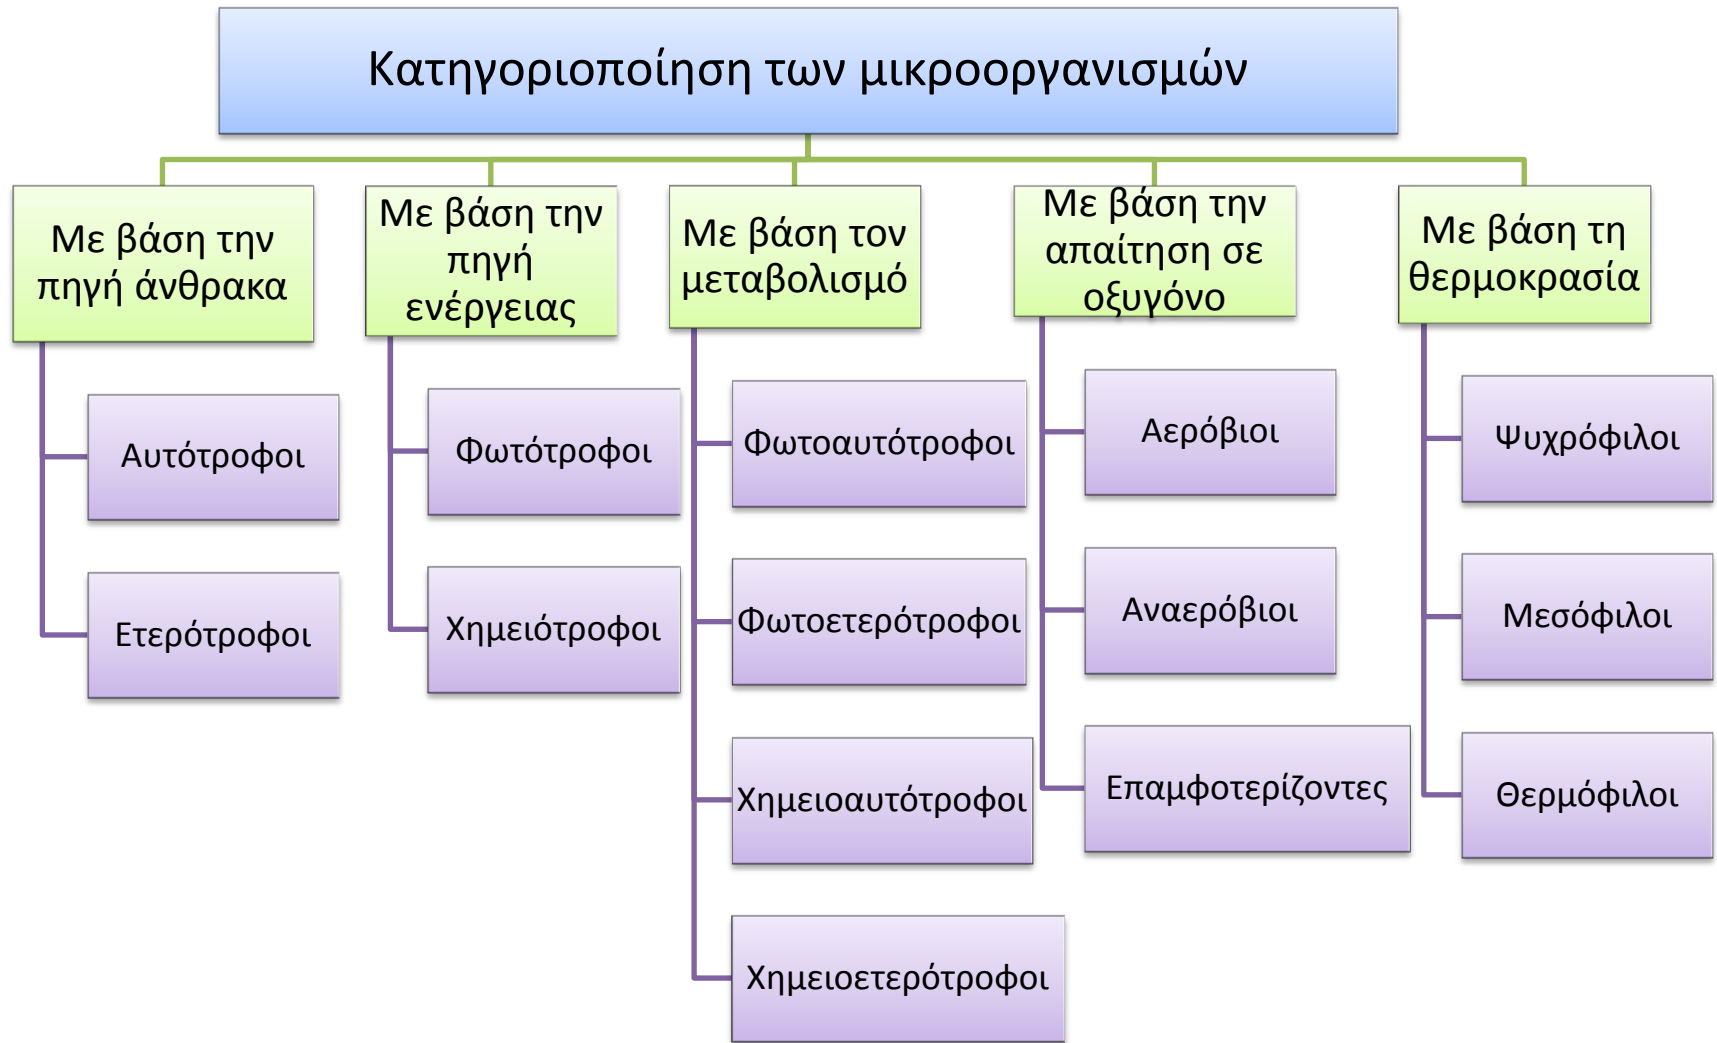 Κατηγοριοποίηση των μικροοργανισμών
Με βάση την
πηγή άνθρακα
Αυτότροφοι
Ετερότροφοι
Με βάση την
πηγή
ενέργειας
Φωτότροφοι
Χημειότροφοι
Με βάση τον
μεταβολισμό
Φωτοαυτότροφοι
Φωτοετερότροφοι
Χημειοαυτότροφοι
Χημειοετερότροφοι
Με βάση την
απαίτηση σε
οξυγόνο
Αερόβιοι
Αναερόβιοι
Επαμφοτερίζοντες
Με βάση τη
θερμοκρασία
Ψυχρόφιλοι
Μεσόφιλοι
Θερμόφιλοι